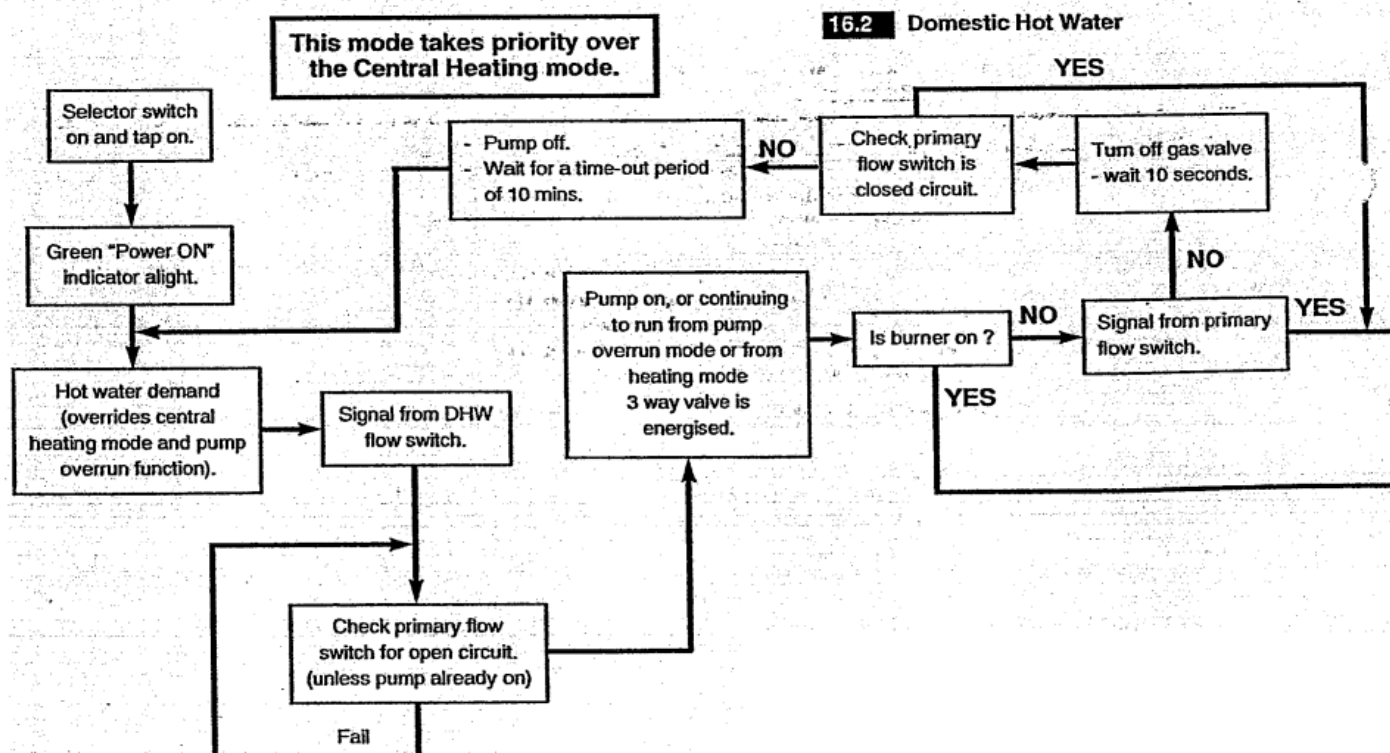 This mode takes priority over
the Central Heating mode.
16.2 Domestic Hot Water
Selector switch
on and tap on.
Green "Power ON"
indicator alight.
Hot water demand
(overrides central
heating mode and pump
overrun function).
Signal from DHW
flow switch.
Check primary flow
switch for open circuit.
(unless pump already on)
Fail
Pump on, or continuing
to run from pump
overrun mode or from
heating mode
3 way valve is
energised.
Is burner on ?
YES
NO
Signal from primary
flow switch.
YES
NO
Turn off gas valve
- wait 10 seconds.
Check primary
flow switch is
closed circuit.
YES
NO
- Pump off.
- Wait for a time-out period
of 10 mins.